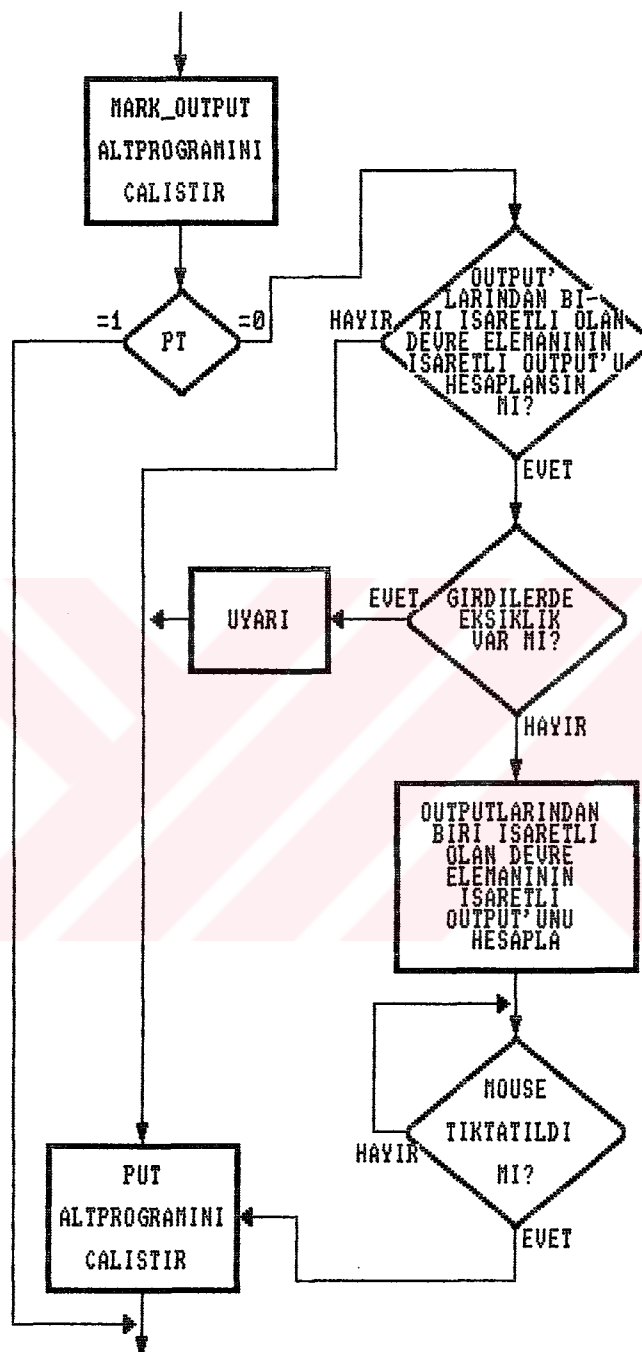 MARK_OUTPUT
ALTPROGRAMINI
CALISTIR
=1
PT
=0
HAYIR
OUTPUT'
LARINDAN BI-
RI ISARETLI OLAN
DEVRE ELEMANININ
ISARETLI OUTPUT'U
HESAPLANSIN
MI?
EVET
UYARI
EVET
GIRDILERDE
EKSIKLIK
VAR MI?
HAYIR
OUTPUTLARINDAN
BIRI ISARETLI
OLAN DEVRE
ELEMANININ
ISARETLI
OUTPUT'UNU
HESAPLA
MOUSE
TIKTATILDI
MI?
HAYIR
EVET
PUT
ALTPROGRAMINI
CALISTIR